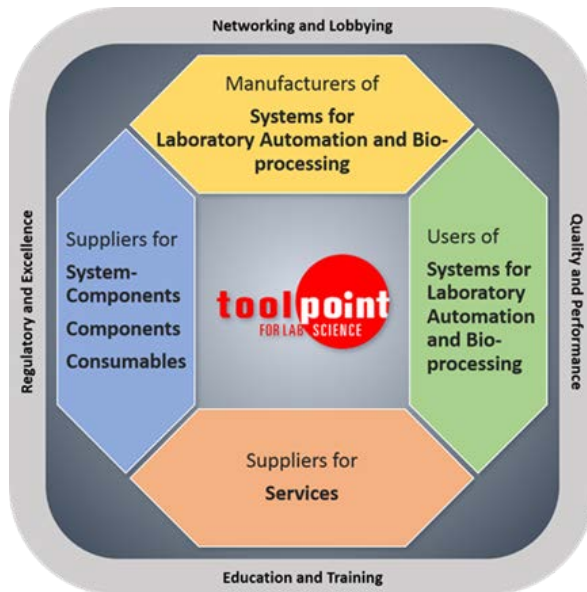 Networking and Lobbying
Manufacturers of
Systems for
Laboratory Automation and Bio-
processing
Regulatory and Excellence
Suppliers for
System-
Components
Components
Consumables
toolpoint
FOR LAB SCIENCE
Users of
Systems for
Laboratory
Automation
and Bio-
processing
Quality and Performance
Suppliers for
Services
Education and Training